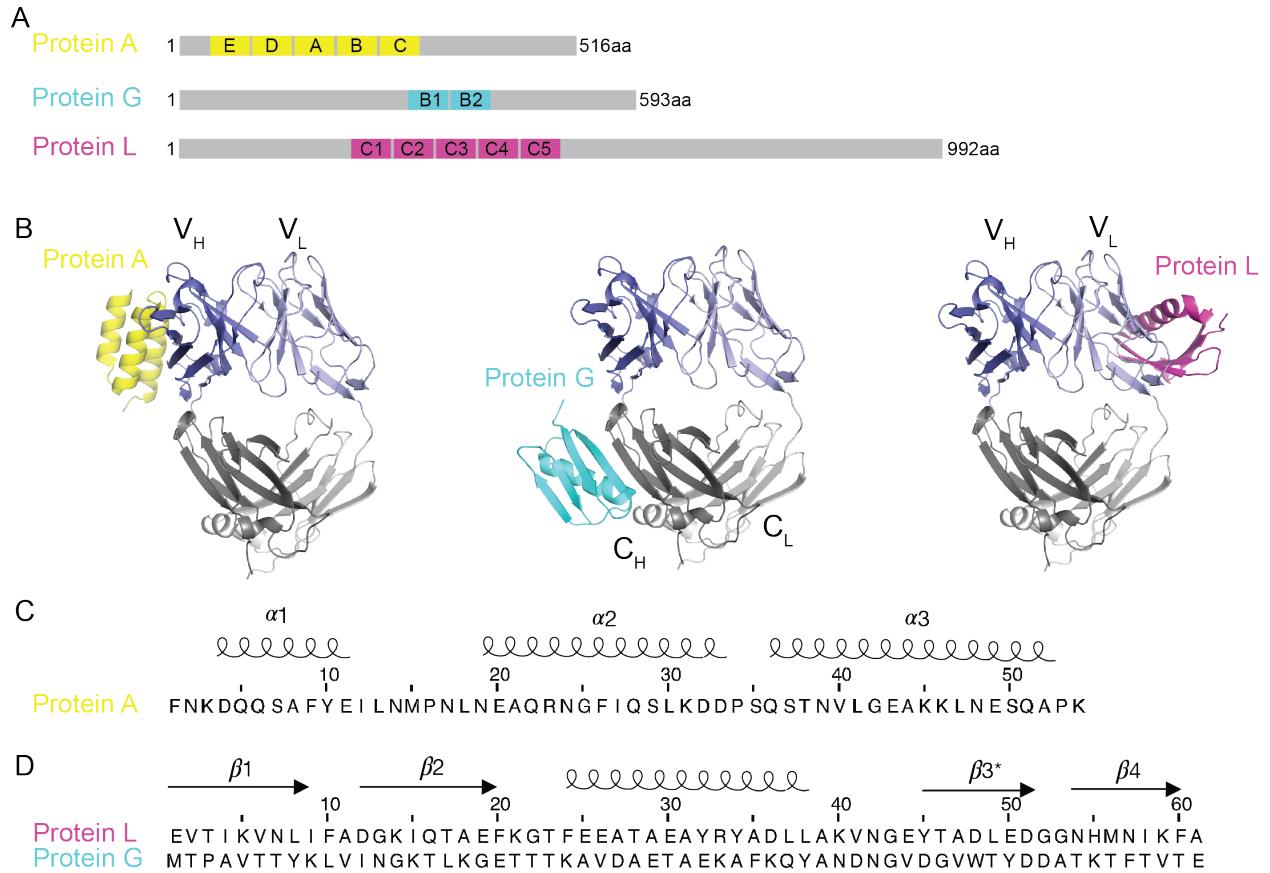 A
Protein A 1 E D A B C 516aa
Protein G 1 B1 B2 593aa
Protein L 1 C1 C2 C3 C4 C5 992aa
B
VH VL VH VL
Protein A Protein L
Protein G
CH CL
C
α1 α2 α3
10 20 30 40 50
Protein A FNKDQQSAFYEILNMPNLNEAQRNGFIQSLKDDPSQSTNVLGEAKKLNESQAPK
D
β1 β2 β3* β4
10 20 30 40 50 60
Protein L EVTIKVNLIFADGKIQTAEFKGTFEEATAEAYRYADLLAKVNGEYTADLEDGGNHMNIKFA
Protein G MTPAVTTYKLVINGKTLKGETTTKAVDAETAEKAFKQYANDNGVDGVWTYDDATKTFTVTE